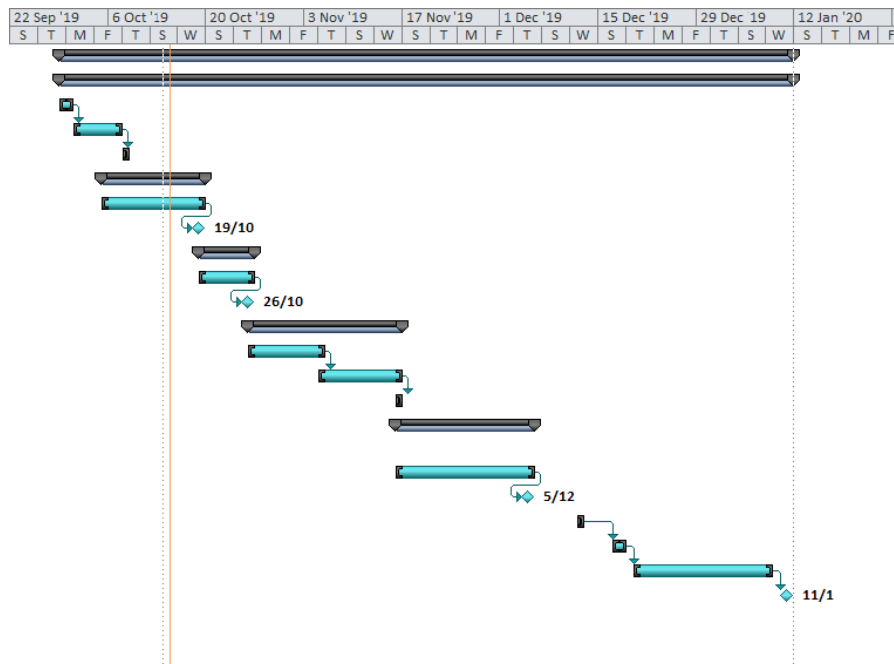 22 Sep '19 6 Oct '19 20 Oct '19 3 Nov '19 17 Nov '19 1 Dec '19 15 Dec '19 29 Dec '19 12 Jan '20
S T M F T S W S T M F T S W S T M F T S W S T M F T S W S T M F
19/10
26/10
5/12
11/1